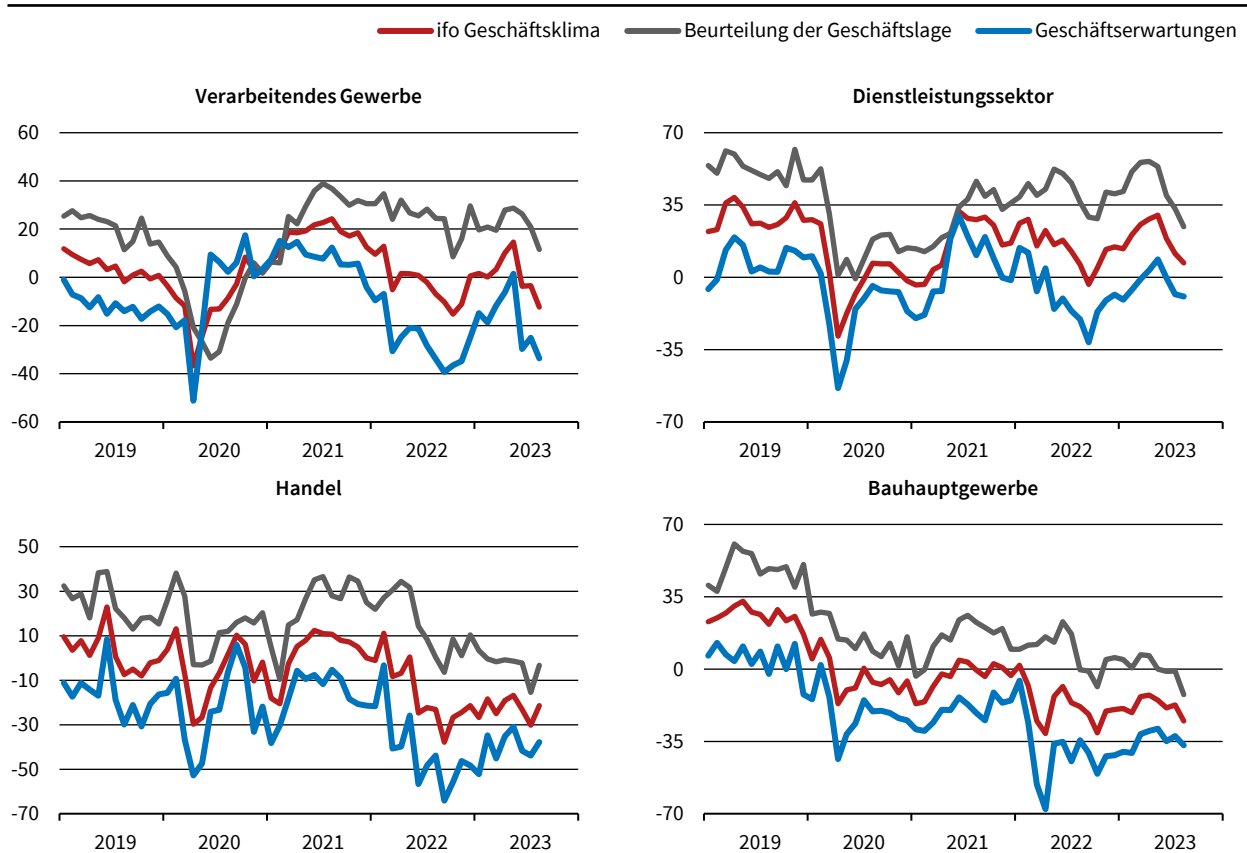 ifo Geschäftsklima Beurteilung der Geschäftslage Geschäftserwartungen
Verarbeitendes Gewerbe
60
40
20
0
-20
-40
-60
2019 2020 2021 2022 2023
Dienstleistungssektor
70
35
0
-35
-70
2019 2020 2021 2022 2023
Handel
50
30
10
-10
-30
-50
-70
2019 2020 2021 2022 2023
Bauhauptgewerbe
70
35
0
-35
-70
2019 2020 2021 2022 2023